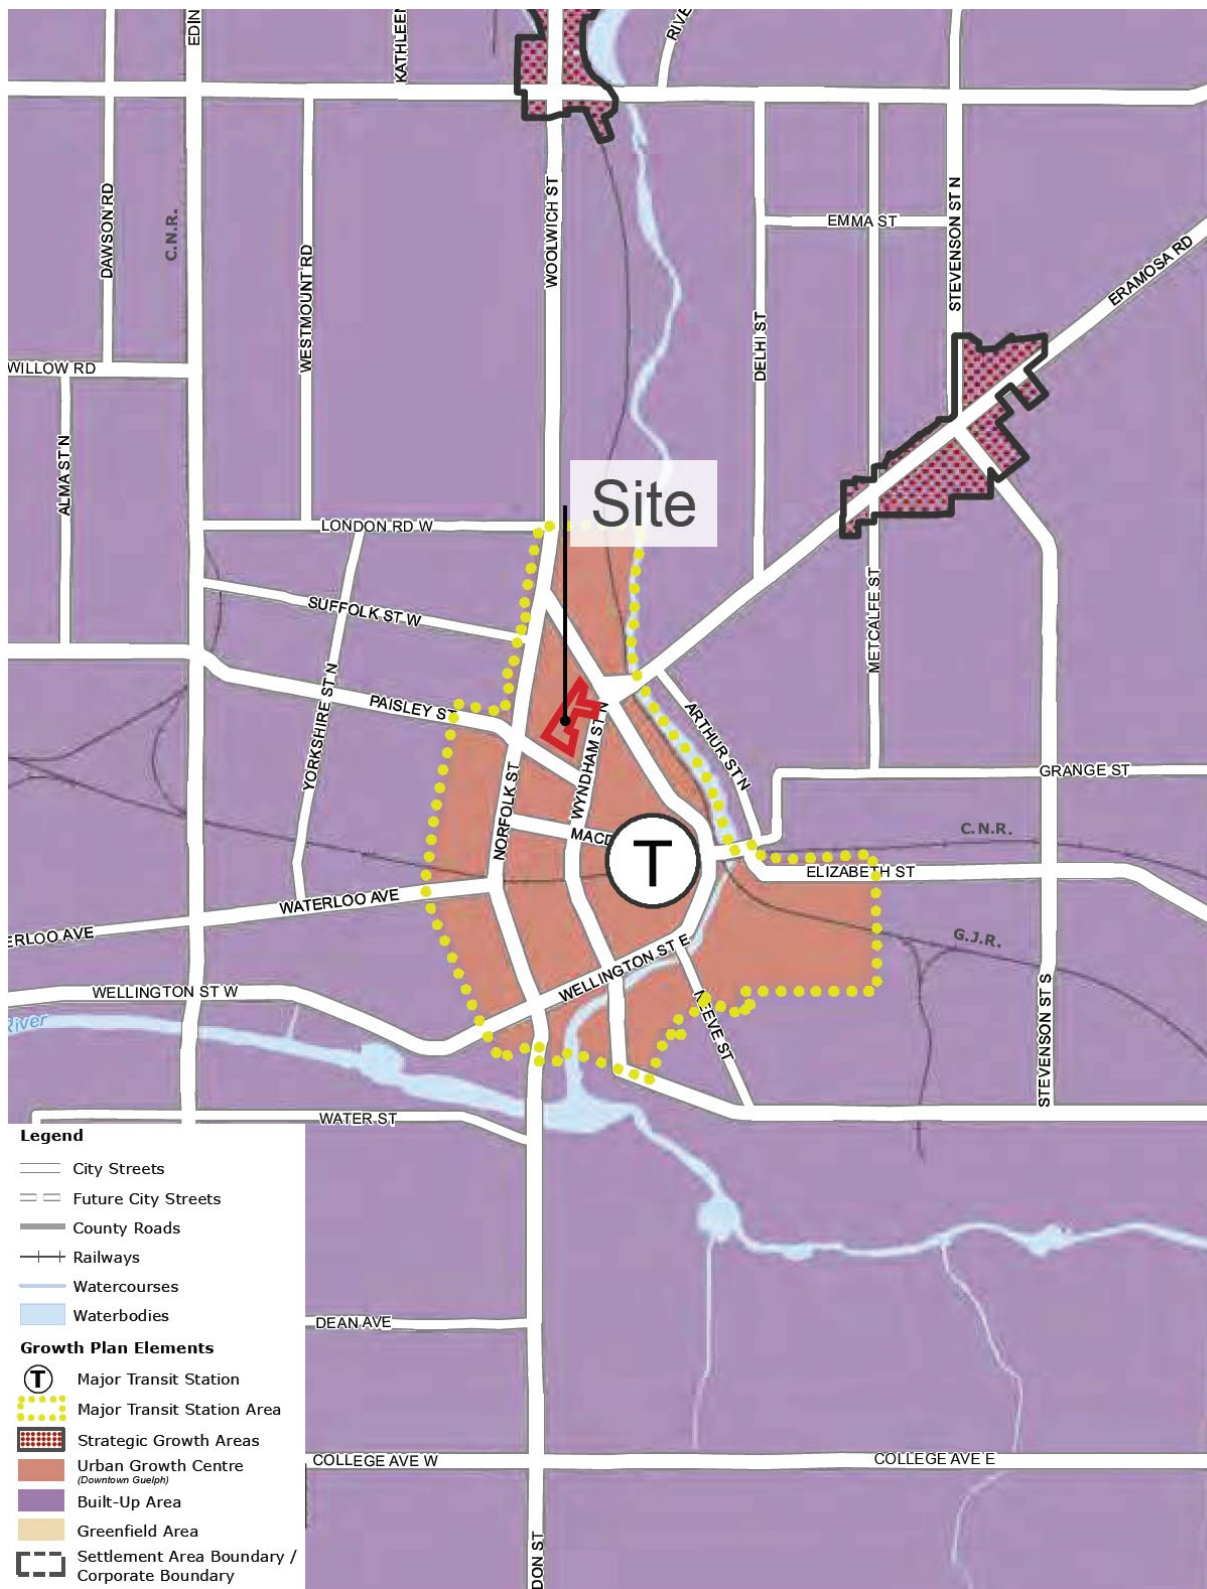 EDIN
KATHLEEN
RIVE
DAWSON RD
C.N.R.
WESTMOUNT RD
WOOLWICH ST
EMMA ST
STEVENSON ST N
ERAMOSA RD
DELHI ST
WILLOW RD
ALMA ST N
Site
LONDON RD W
SUFFOLK ST W
METCALFE ST
YORKSHIRE ST N
PAISLEY ST
ARTHUR ST N
WYNDHAM ST N
GRANGE ST
NORFOLK ST
MACD
T
C.N.R.
ELIZABETH ST
WATERLOO AVE
ERLOO AVE
G.J.R.
WELLINGTON ST E
WELLINGTON ST W
NEEVE ST
River
STEVENSON ST S
WATER ST
Legend
City Streets
Future City Streets
County Roads
Railways
Watercourses
Waterbodies
DEAN AVE
Growth Plan Elements
T Major Transit Station
Major Transit Station Area
Strategic Growth Areas
Urban Growth Centre
(Downtown Guelph)
Built-Up Area
Greenfield Area
Settlement Area Boundary /
Corporate Boundary
COLLEGE AVE W
COLLEGE AVE E
DON ST